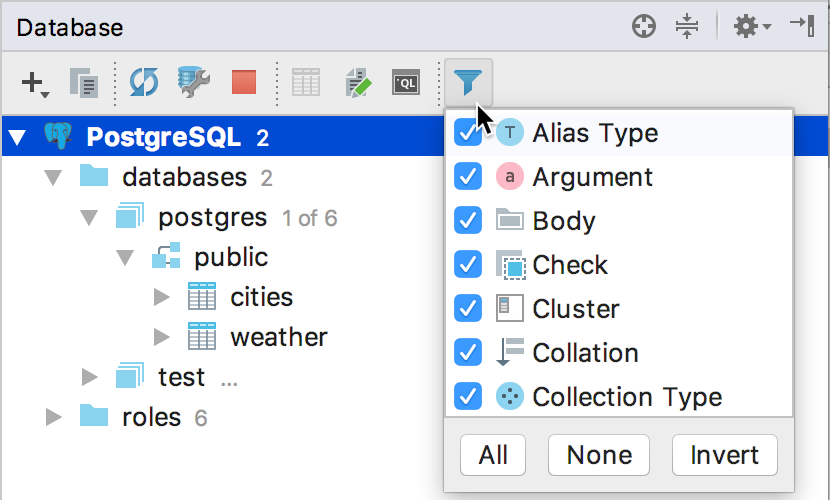 Database
QL
PostgreSQL 2
T Alias Type
databases 2
a Argument
postgres 1 of 6
Body
public
Check
cities
Cluster
weather
Collation
test ...
Collection Type
roles 6
All None Invert